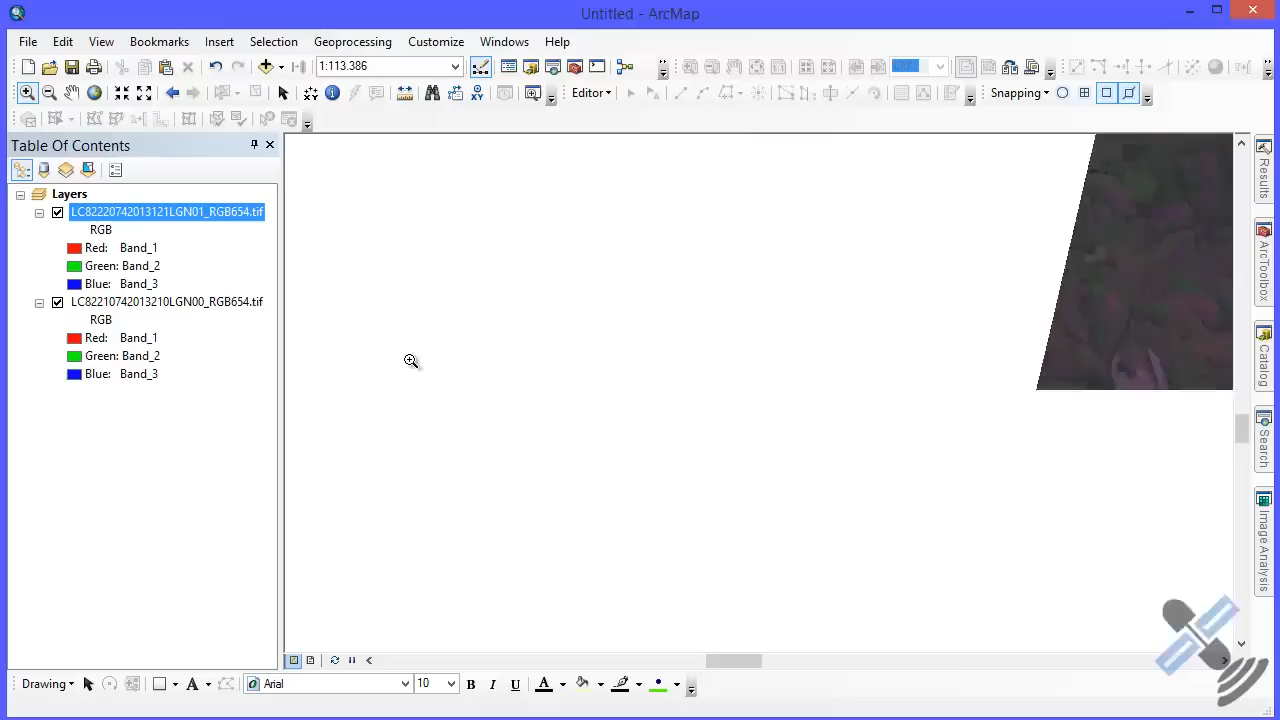 Untitled - ArcMap
File Edit View Bookmarks Insert Selection Geoprocessing Customize Windows Help
1:113.386
Editor Snapping
Table Of Contents
Layers
LC82220742013121LGN01_RGB654.tif
RGB
Red: Band_1
Green: Band_2
Blue: Band_3
LC82210742013210LGN00_RGB654.tif
RGB
Red: Band_1
Green: Band_2
Blue: Band_3
Results
ArcToolbox
Catalog
Search
Image Analysis
Drawing A Arial 10 B I U A